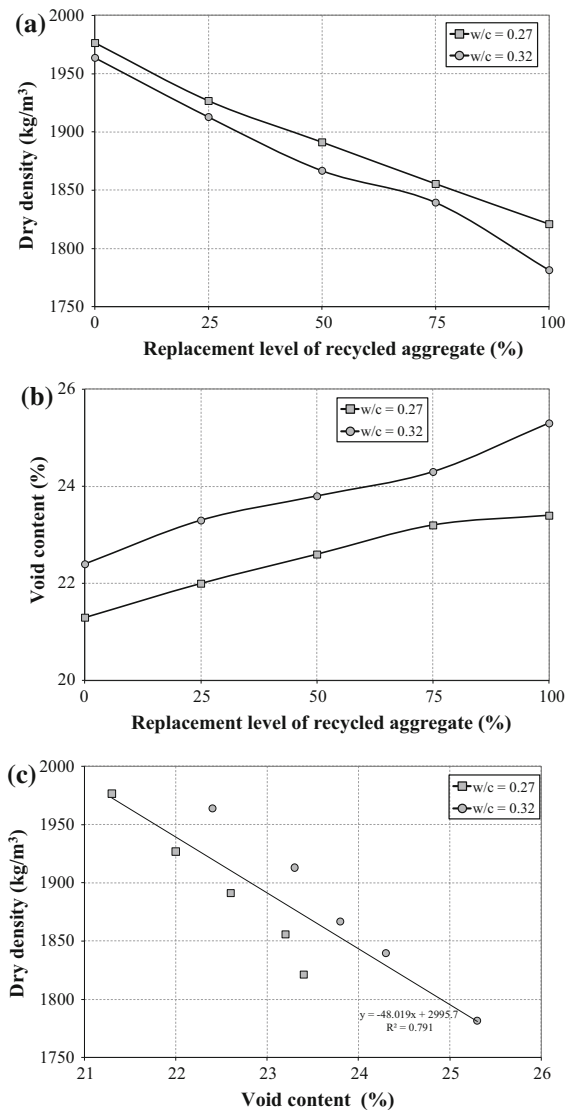 (a)
2000
1950
1900
1850
1800
1750
Dry density (kg/m³)
w/c = 0.27
w/c = 0.32
0 25 50 75 100
Replacement level of recycled aggregate (%)
(b)
26
24
22
20
Void content (%)
w/c = 0.27
w/c = 0.32
0 25 50 75 100
Replacement level of recycled aggregate (%)
(c)
2000
1950
1900
1850
1800
1750
Dry density (kg/m³)
w/c = 0.27
w/c = 0.32
y = -48.019x + 2995.7
R² = 0.791
21 22 23 24 25 26
Void content (%)